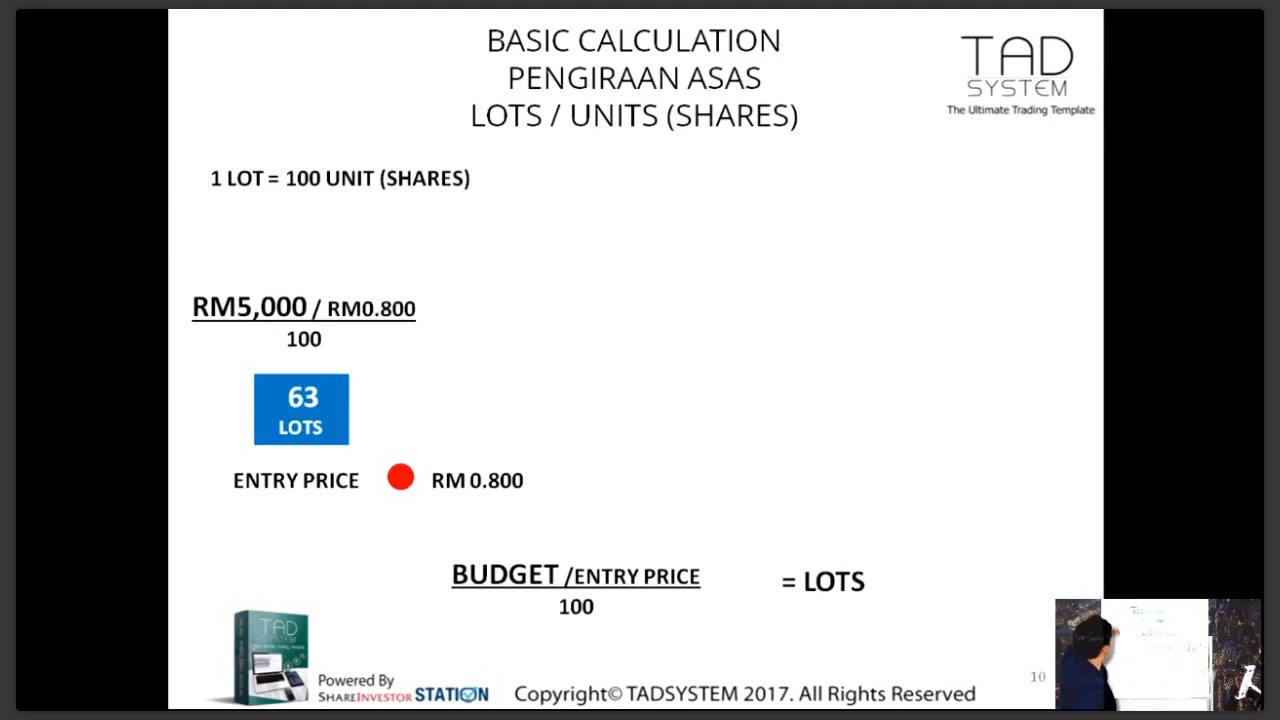 BASIC CALCULATION
PENGIRAAN ASAS
LOTS / UNITS (SHARES)
TAD
SYSTEM
The Ultimate Trading Template
1 LOT = 100 UNIT (SHARES)
RM5,000 / RM0.800
100
63
LOTS
ENTRY PRICE RM 0.800
BUDGET /ENTRY PRICE = LOTS
100
TAD
SYSTEM
Powered By
SHAREINVESTOR STATION
Copyright© TADSYSTEM 2017. All Rights Reserved
10